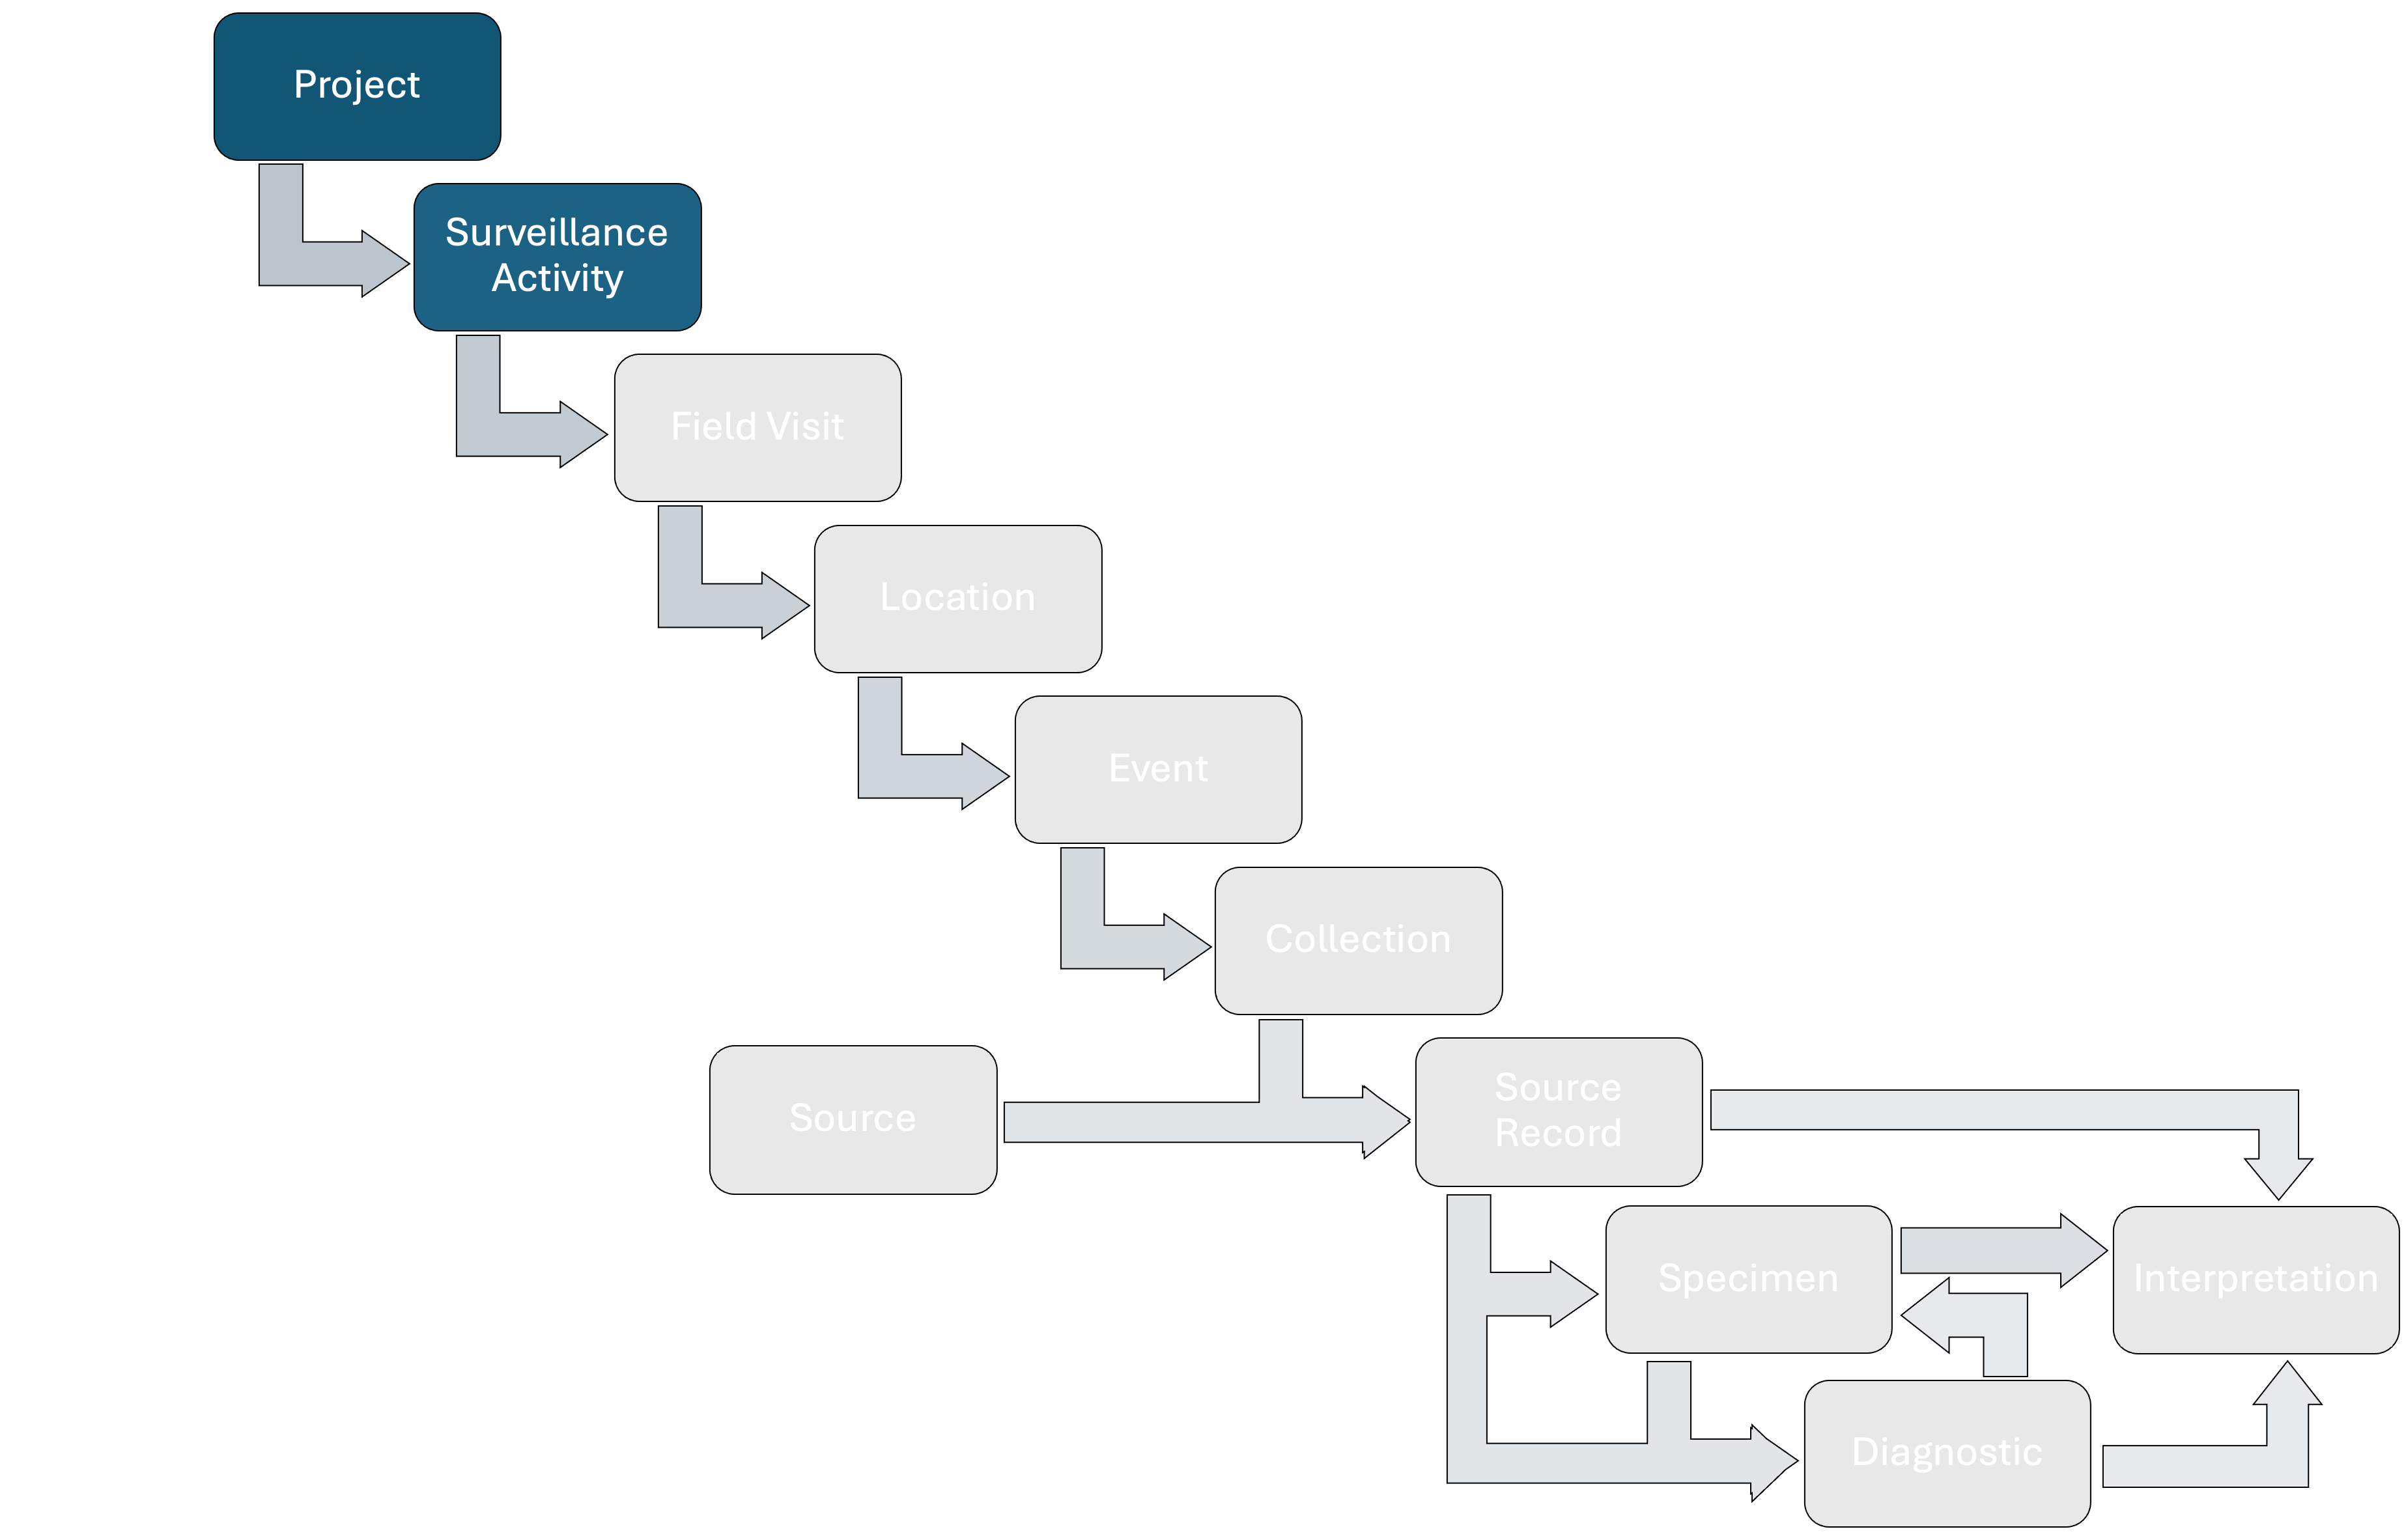 Project
Surveillance
Activity
Field Visit
Location
Event
Collection
Source
Source
Record
Specimen
Interpretation
Diagnostic